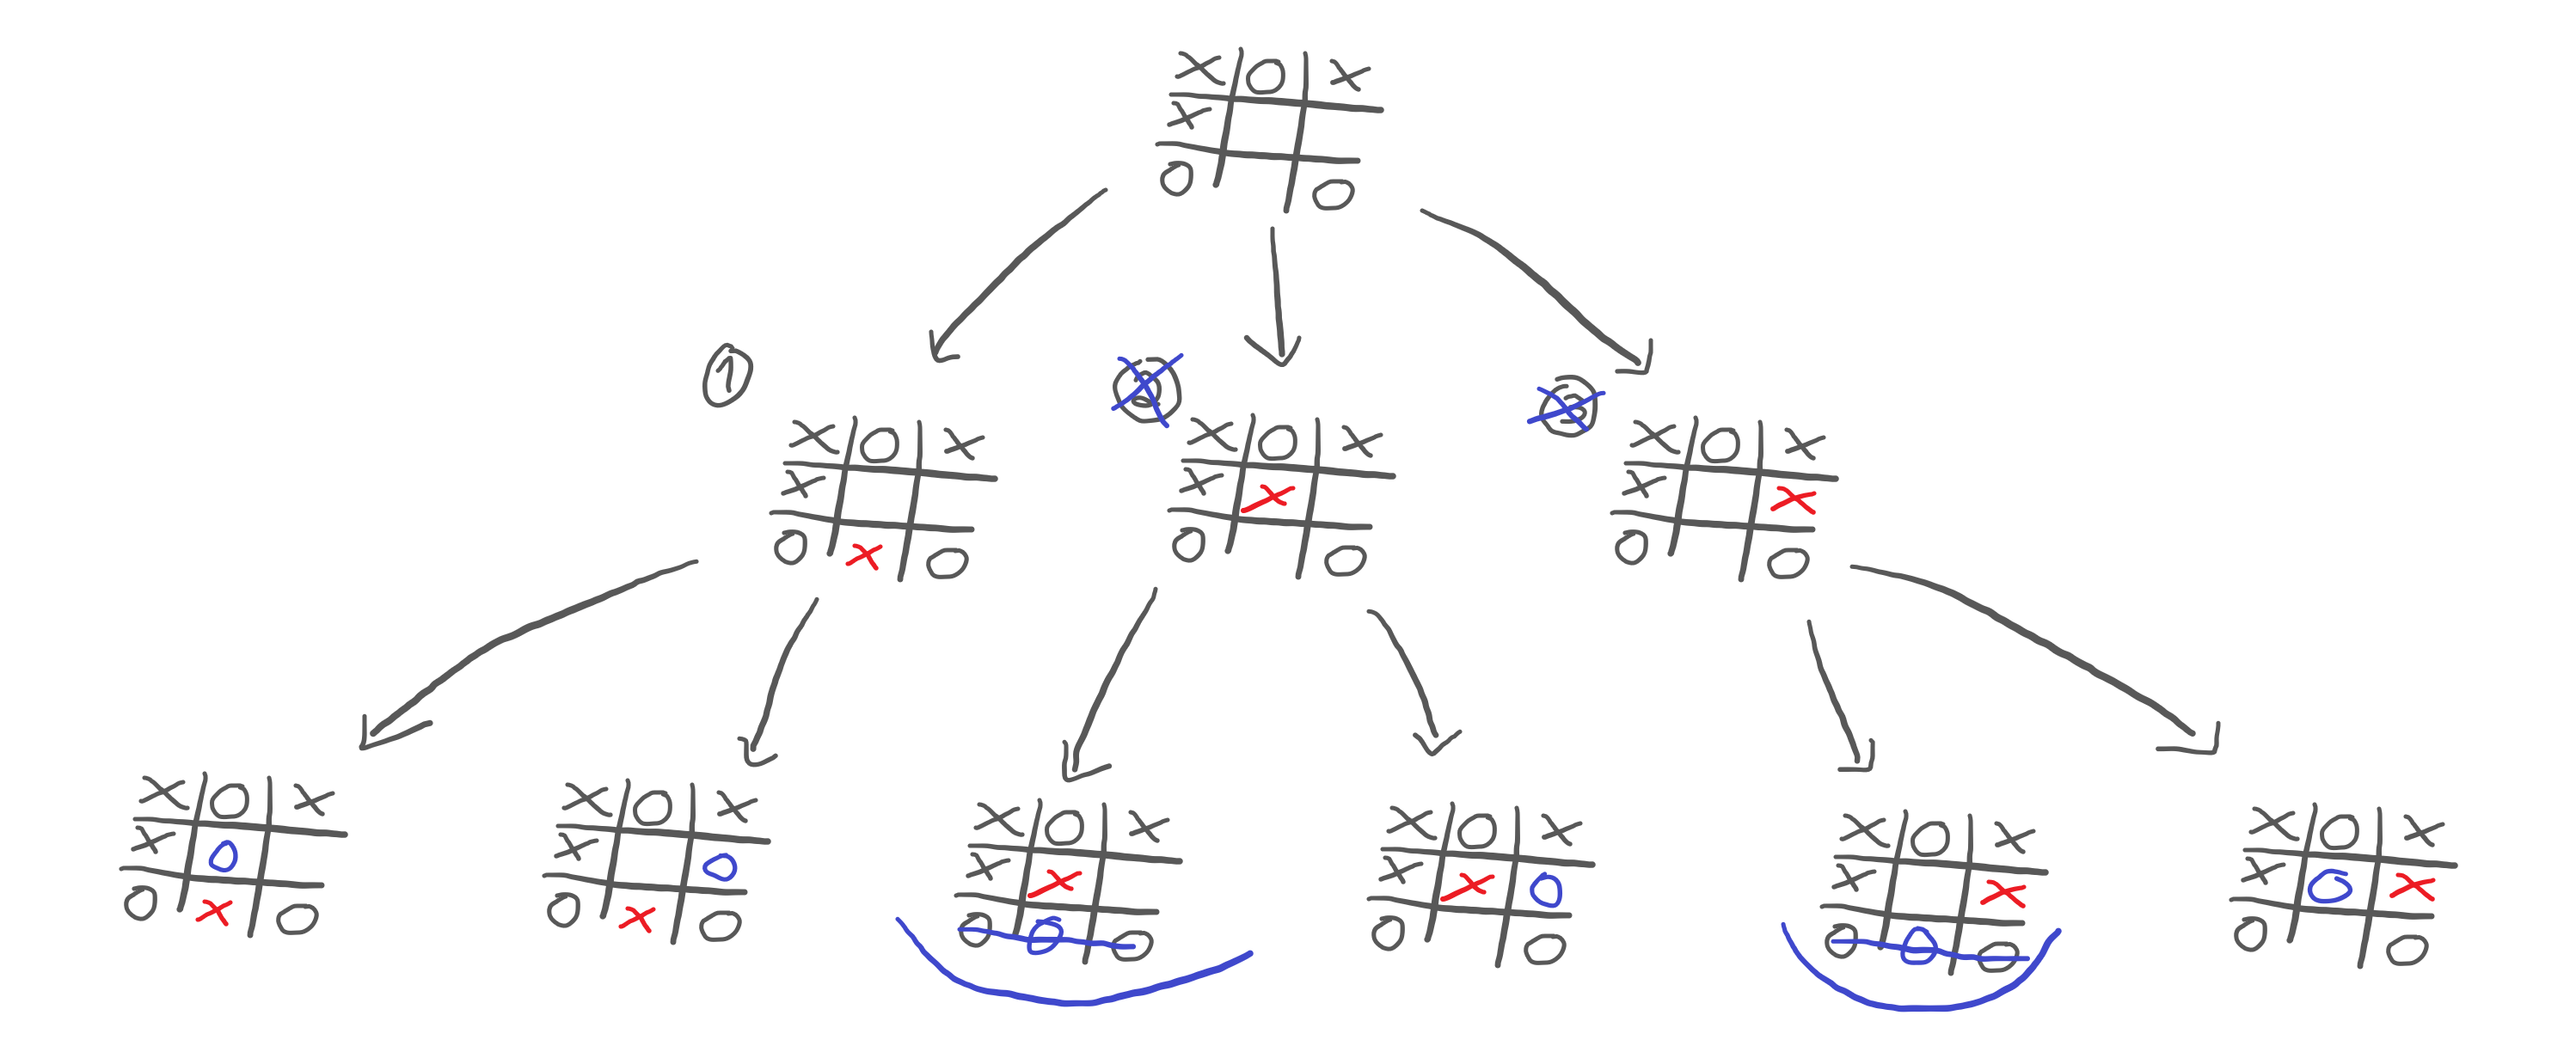 X O X
X
O O
1 2 3
X O X X O X X O X
X X X X X
O X O O O O O
X O X X O X X O X X O X X O X X O X
X O X O X X X X O X X X O X
O X O O X O O O O O O O O O O O